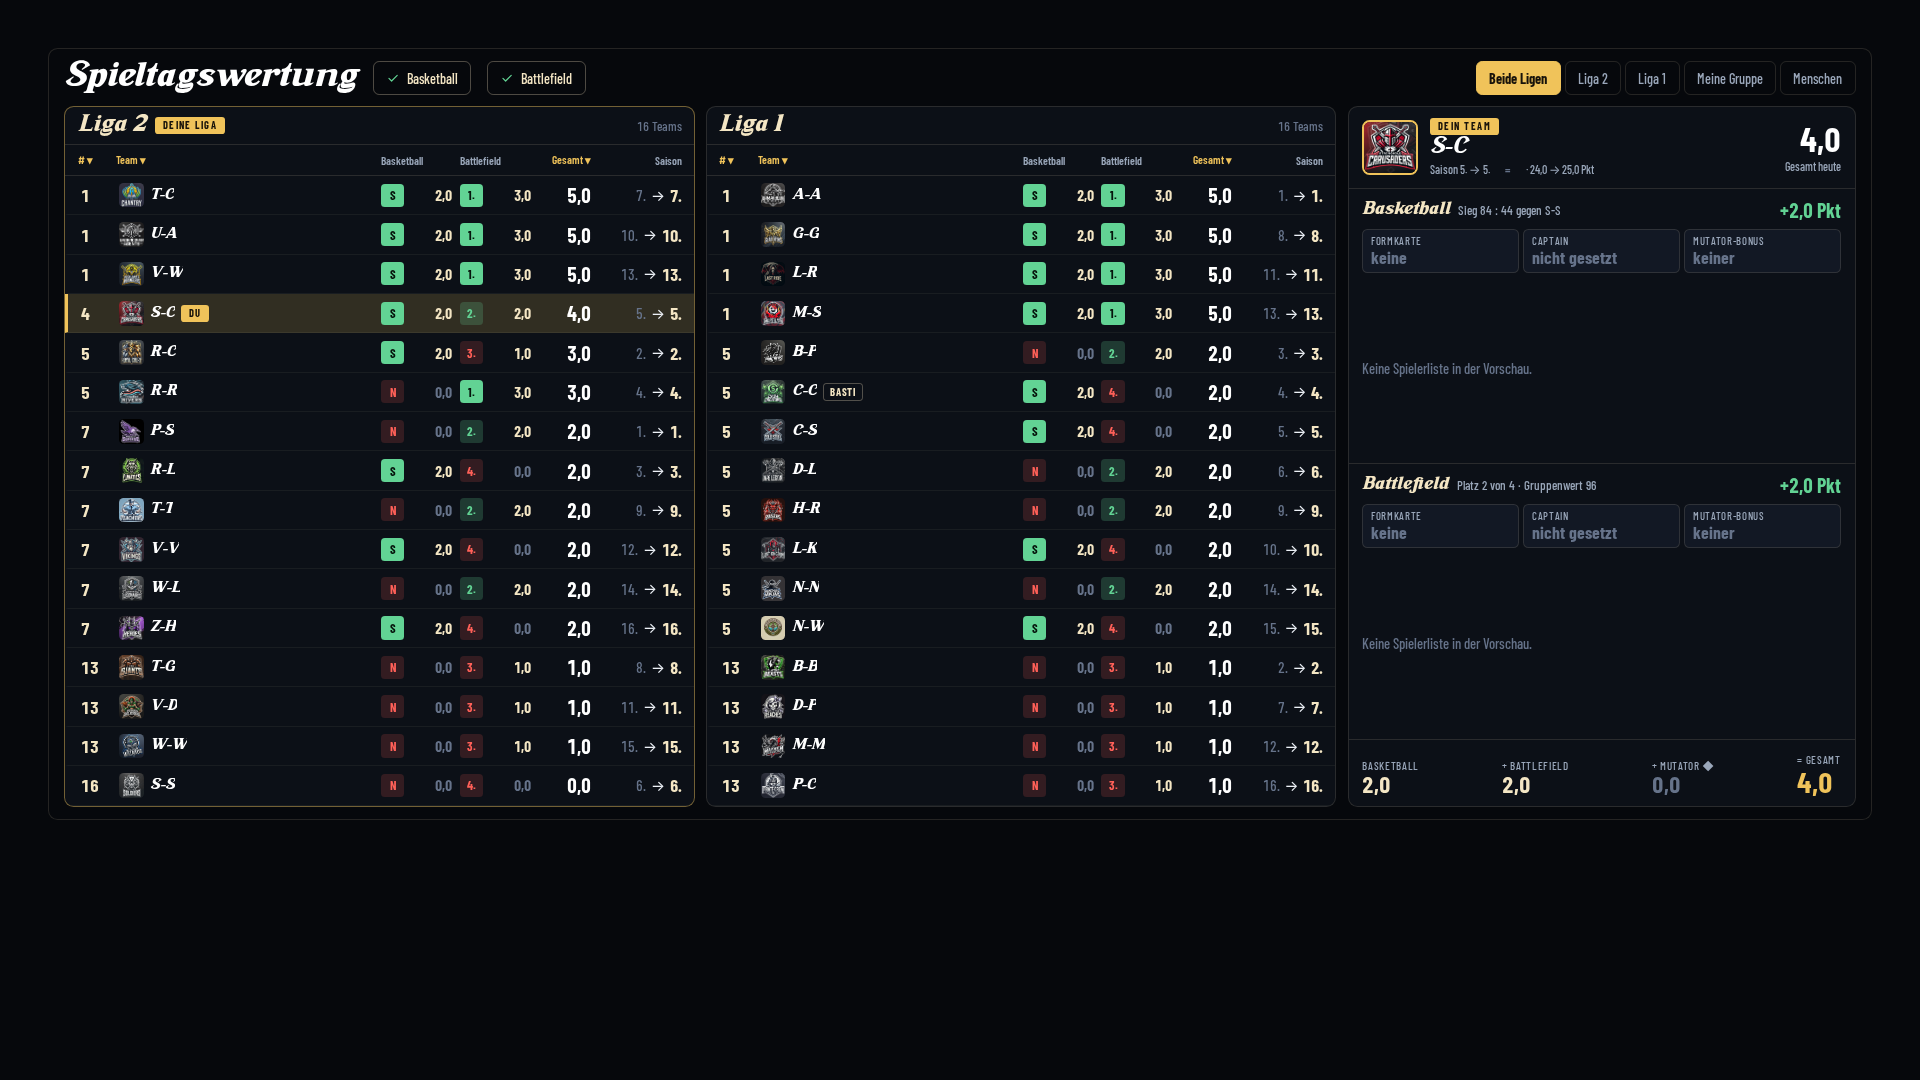 Spieltagswertung ✓ Basketball ✓ Battlefield Beide Ligen Liga 2 Liga 1 Meine Gruppe Menschen
Liga 2 DEINE LIGA 16 Teams
# ▾ Team ▾ Basketball Battlefield Gesamt ▾ Saison
1 T-C S 2,0 1. 3,0 5,0 7. → 7.
1 U-A S 2,0 1. 3,0 5,0 10. → 10.
1 V-W S 2,0 1. 3,0 5,0 13. → 13.
4 S-C DU S 2,0 2. 2,0 4,0 5. → 5.
5 R-C S 2,0 3. 1,0 3,0 2. → 2.
5 R-R N 0,0 1. 3,0 3,0 4. → 4.
7 P-S N 0,0 2. 2,0 2,0 1. → 1.
7 R-L S 2,0 4. 0,0 2,0 3. → 3.
7 T-T N 0,0 2. 2,0 2,0 9. → 9.
7 V-V S 2,0 4. 0,0 2,0 12. → 12.
7 W-L N 0,0 2. 2,0 2,0 14. → 14.
7 Z-H S 2,0 4. 0,0 2,0 16. → 16.
13 T-G N 0,0 3. 1,0 1,0 8. → 8.
13 V-D N 0,0 3. 1,0 1,0 11. → 11.
13 W-W N 0,0 3. 1,0 1,0 15. → 15.
16 S-S N 0,0 4. 0,0 0,0 6. → 6.
Liga 1 16 Teams
# ▾ Team ▾ Basketball Battlefield Gesamt ▾ Saison
1 A-A S 2,0 1. 3,0 5,0 1. → 1.
1 G-G S 2,0 1. 3,0 5,0 8. → 8.
1 L-R S 2,0 1. 3,0 5,0 11. → 11.
1 M-S S 2,0 1. 3,0 5,0 13. → 13.
5 B-P N 0,0 2. 2,0 2,0 3. → 3.
5 C-C BASTI S 2,0 4. 0,0 2,0 4. → 4.
5 C-S S 2,0 4. 0,0 2,0 5. → 5.
5 D-L N 0,0 2. 2,0 2,0 6. → 6.
5 H-R N 0,0 2. 2,0 2,0 9. → 9.
5 L-K S 2,0 4. 0,0 2,0 10. → 10.
5 N-N N 0,0 2. 2,0 2,0 14. → 14.
5 N-W S 2,0 4. 0,0 2,0 15. → 15.
13 B-B N 0,0 3. 1,0 1,0 2. → 2.
13 D-P N 0,0 3. 1,0 1,0 7. → 7.
13 M-M N 0,0 3. 1,0 1,0 12. → 12.
13 P-C N 0,0 3. 1,0 1,0 16. → 16.
CRUSADERS
DEIN TEAM
S-C 4,0
Saison 5. → 5. = · 24,0 → 25,0 Pkt Gesamt heute
Basketball Sieg 84 : 44 gegen S-S +2,0 Pkt
FORMKARTE CAPTAIN MUTATOR-BONUS
keine nicht gesetzt keiner
Keine Spielerliste in der Vorschau.
Battlefield Platz 2 von 4 · Gruppenwert 96 +2,0 Pkt
FORMKARTE CAPTAIN MUTATOR-BONUS
keine nicht gesetzt keiner
Keine Spielerliste in der Vorschau.
BASKETBALL + BATTLEFIELD + MUTATOR ◆ = GESAMT
2,0 2,0 0,0 4,0